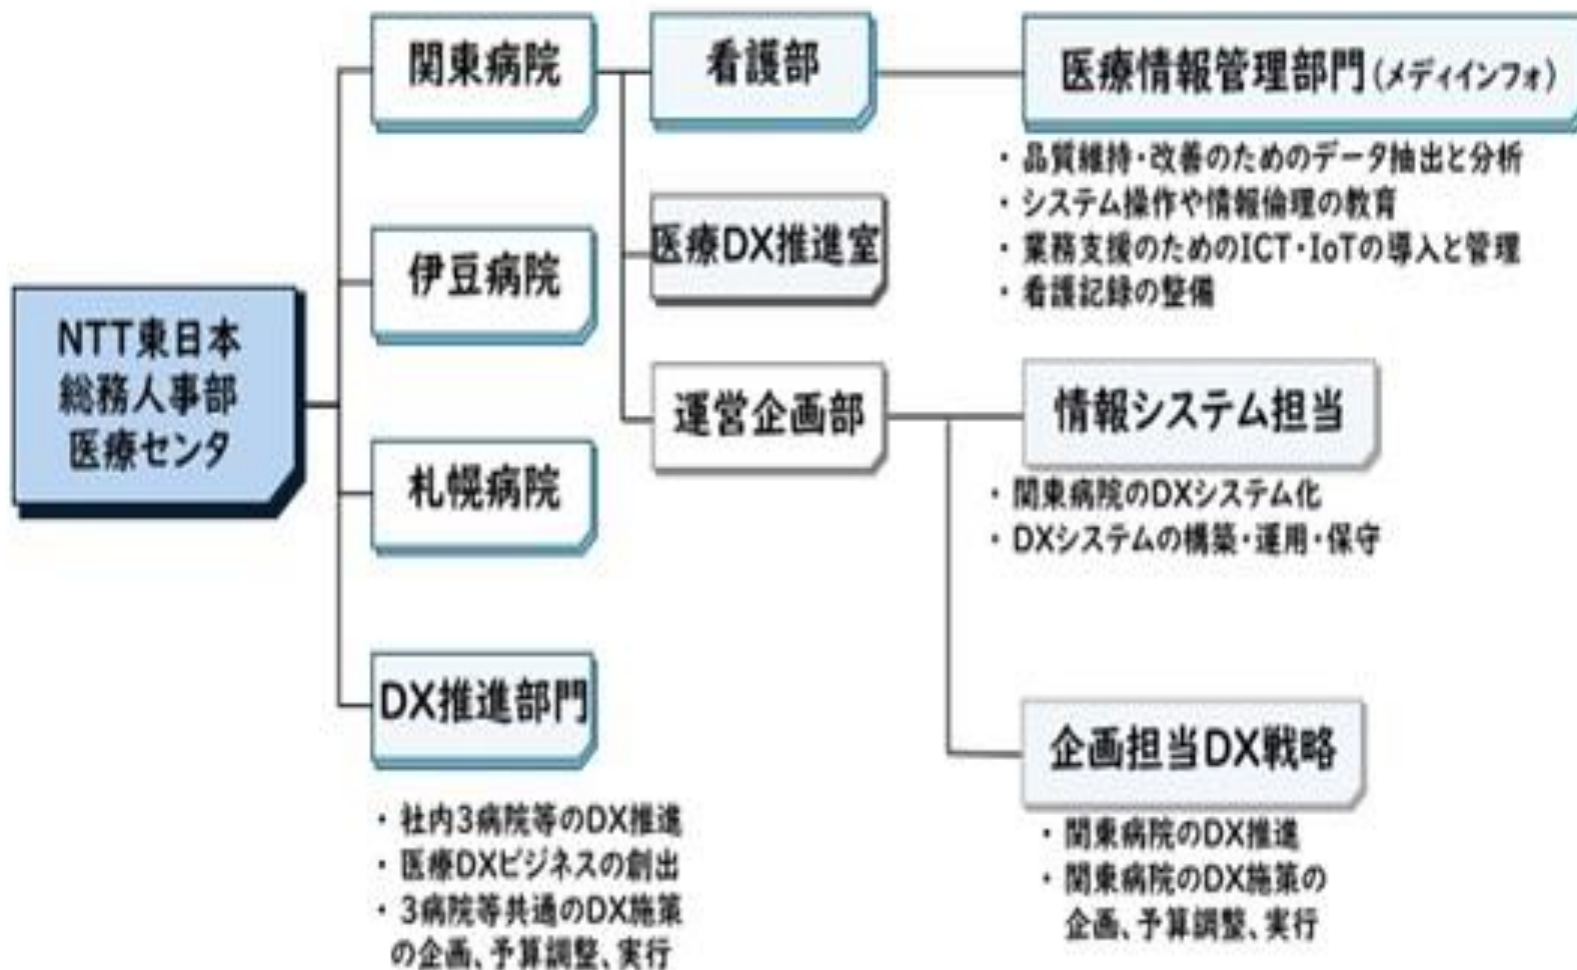 NTT東日本
総務人事部
医療センタ
関東病院
伊豆病院
札幌病院
DX推進部門
・社内3病院等のDX推進
・医療DXビジネスの創出
・3病院等共通のDX施策
の企画、予算調整、実行
看護部
医療DX推進室
運営企画部
医療情報管理部門(メディインフォ)
・品質維持・改善のためのデータ抽出と分析
・システム操作や情報倫理の教育
・業務支援のためのICT・IoTの導入と管理
・看護記録の整備
情報システム担当
・関東病院のDXシステム化
・DXシステムの構築・運用・保守
企画担当DX戦略
・関東病院のDX推進
・関東病院のDX施策の
企画、予算調整、実行